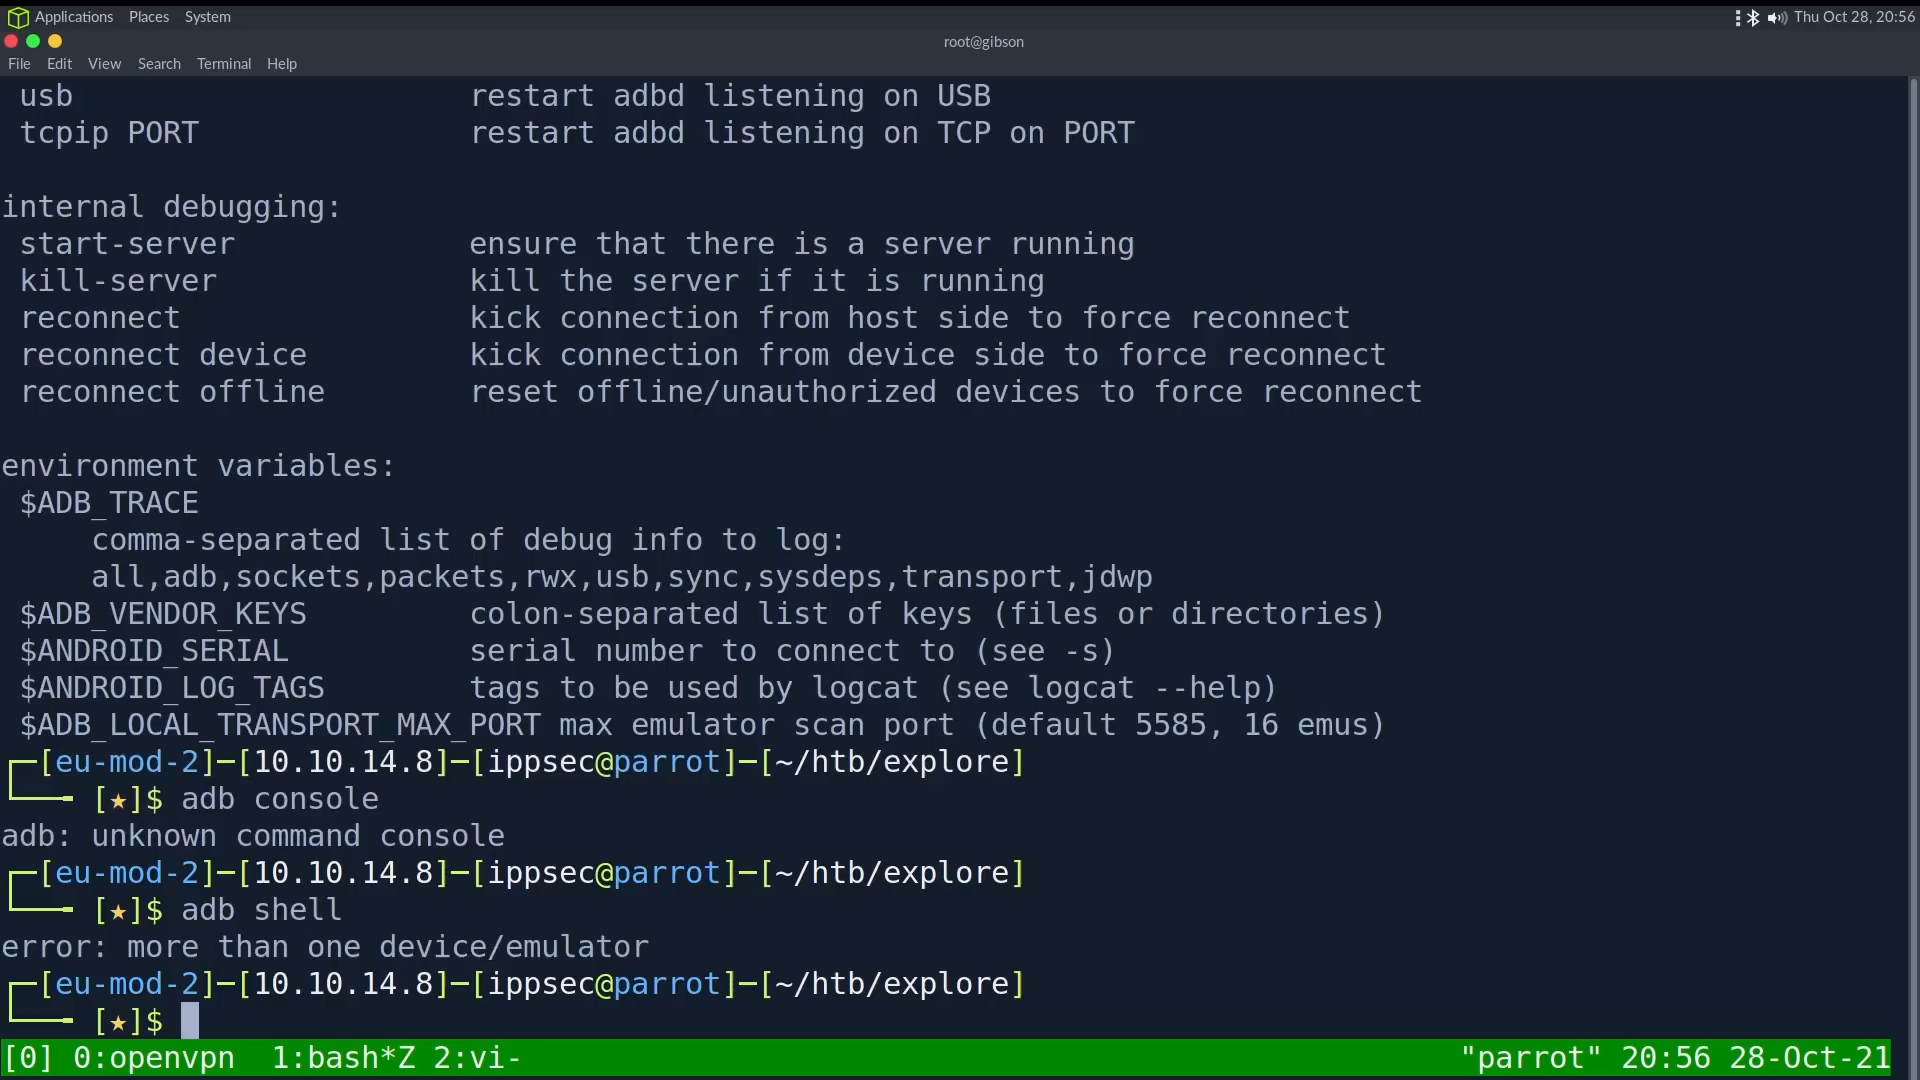 Applications Places System Thu Oct 28, 20:56
root@gibson
File Edit View Search Terminal Help
usb restart adbd listening on USB
tcpip PORT restart adbd listening on TCP on PORT
internal debugging:
start-server ensure that there is a server running
kill-server kill the server if it is running
reconnect kick connection from host side to force reconnect
reconnect device kick connection from device side to force reconnect
reconnect offline reset offline/unauthorized devices to force reconnect
environment variables:
$ADB_TRACE
comma-separated list of debug info to log:
all,adb,sockets,packets,rwx,usb,sync,sysdeps,transport,jdwp
$ADB_VENDOR_KEYS colon-separated list of keys (files or directories)
$ANDROID_SERIAL serial number to connect to (see -s)
$ANDROID_LOG_TAGS tags to be used by logcat (see logcat --help)
$ADB_LOCAL_TRANSPORT_MAX_PORT max emulator scan port (default 5585, 16 emus)
┌─[eu-mod-2]─[10.10.14.8]─[ippsec@parrot]─[~/htb/explore]
└──╼ [★]$ adb console
adb: unknown command console
┌─[eu-mod-2]─[10.10.14.8]─[ippsec@parrot]─[~/htb/explore]
└──╼ [★]$ adb shell
error: more than one device/emulator
┌─[eu-mod-2]─[10.10.14.8]─[ippsec@parrot]─[~/htb/explore]
└──╼ [★]$
[0] 0:openvpn 1:bash*Z 2:vi- "parrot" 20:56 28-Oct-21